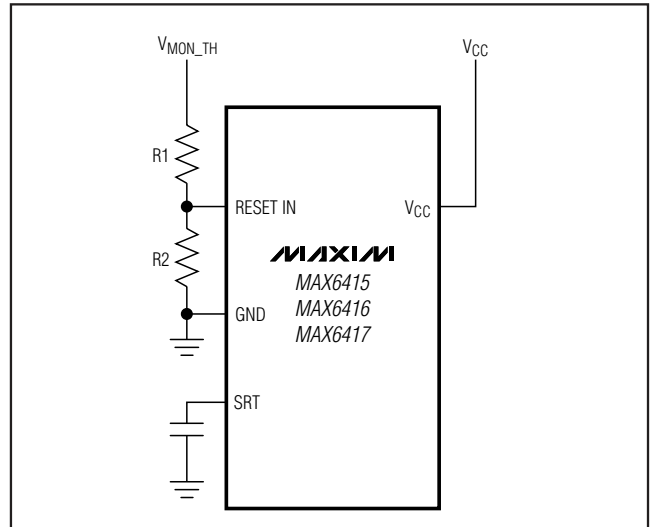 VMON_TH
VCC
R1
RESET IN
VCC
R2
MAXIM
MAX6415
MAX6416
MAX6417
GND
SRT